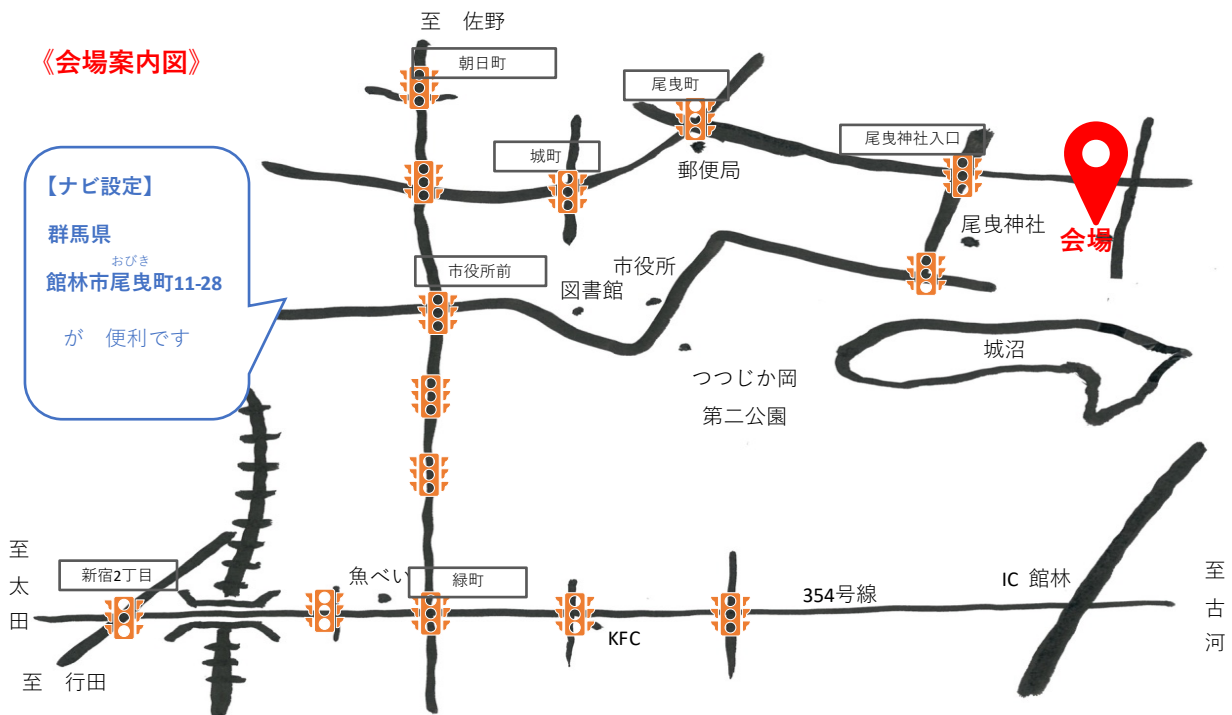 至 佐野
《会場案内図》
朝日町
尾曳町
尾曳神社入口
城町
郵便局
【ナビ設定】
群馬県
おびき
館林市尾曳町11-28
が 便利です
尾曳神社
会場
市役所前
市役所
図書館
城沼
つつじか岡
第二公園
至太田
新宿2丁目
魚べい
緑町
354号線
IC 館林
至古河
KFC
至 行田